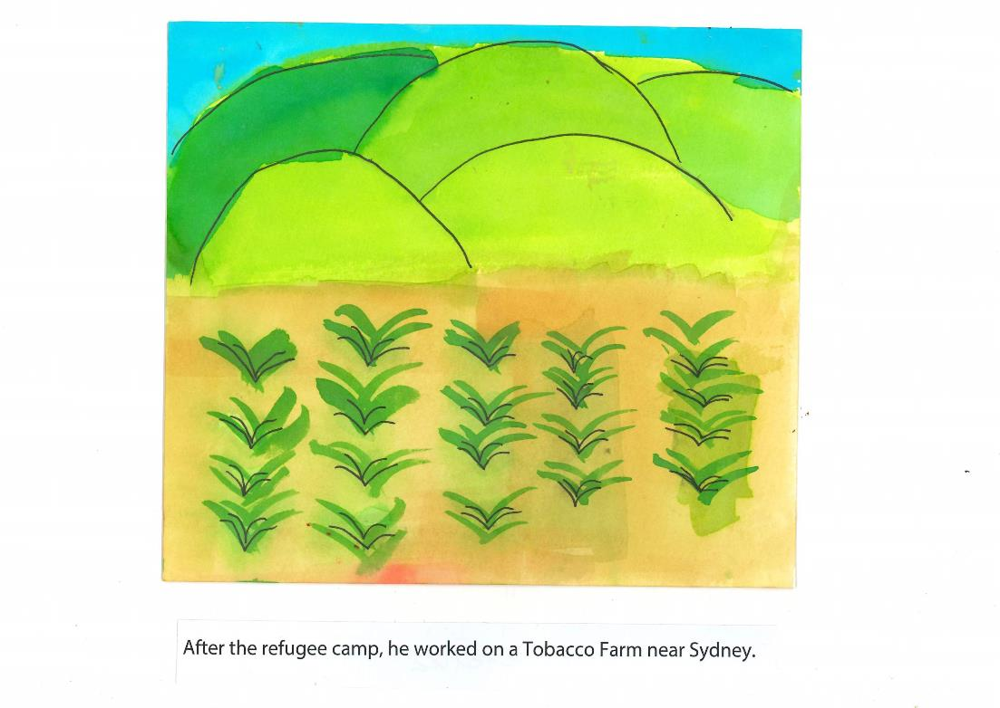 After the refugee camp, he worked on a Tobacco Farm near Sydney.